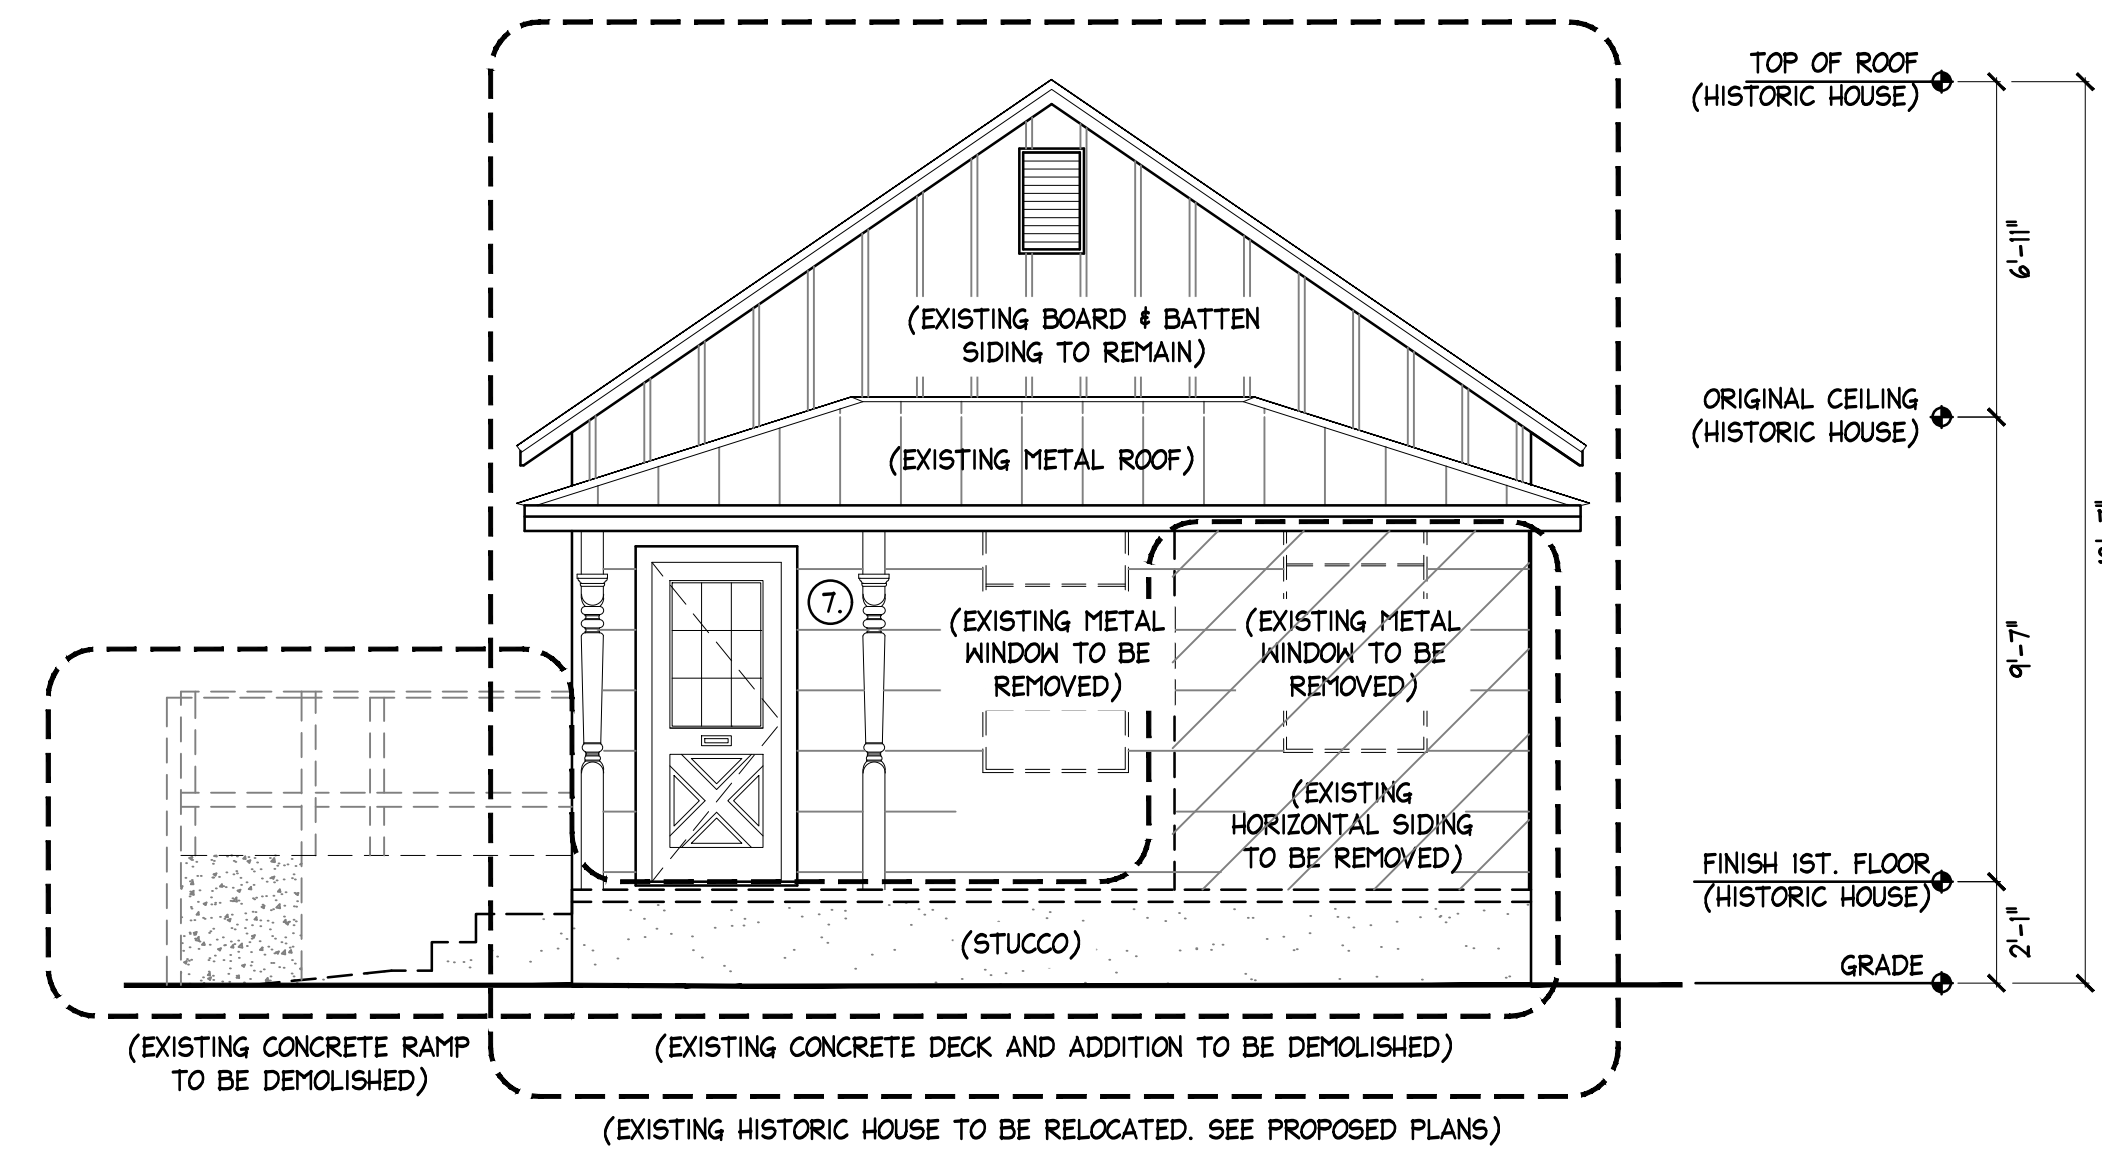 TOP OF ROOF
(HISTORIC HOUSE)
6'-11"
(EXISTING BOARD & BATTEN
SIDING TO REMAIN)
ORIGINAL CEILING
(HISTORIC HOUSE)
(EXISTING METAL ROOF)
7.
(EXISTING METAL
WINDOW TO BE
REMOVED)
(EXISTING METAL
WINDOW TO BE
REMOVED)
9'-7"
(EXISTING
HORIZONTAL SIDING
TO BE REMOVED)
FINISH 1ST. FLOOR
(HISTORIC HOUSE)
2'-1"
(STUCCO)
GRADE
(EXISTING CONCRETE RAMP
TO BE DEMOLISHED)
(EXISTING CONCRETE DECK AND ADDITION TO BE DEMOLISHED)
(EXISTING HISTORIC HOUSE TO BE RELOCATED. SEE PROPOSED PLANS)